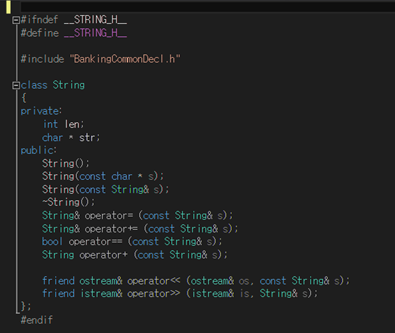 #ifndef __STRING_H__
#define __STRING_H__
#include "BankingCommonDecl.h"
class String
{
private:
int len;
char * str;
public:
String();
String(const char * s);
String(const String& s);
~String();
String& operator= (const String& s);
String& operator+= (const String& s);
bool operator== (const String& s);
String operator+ (const String& s);
friend ostream& operator<< (ostream& os, const String& s);
friend istream& operator>> (istream& is, String& s);
};
#endif